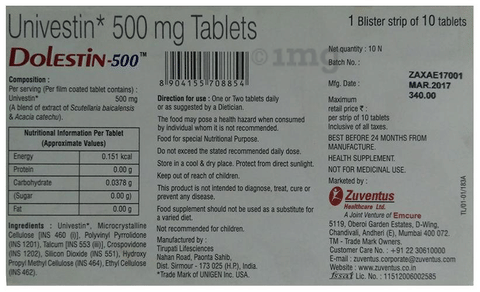 Univestin* 500 mg Tablets
DOLESTIN-500™
Composition :
Per serving (Per film coated tablet contains) :
Univestin* 500 mg
(A blend of extract of Scutellaria baicalensis
& Acacia catechu).
Nutritional Information Per Tablet
(Approximate Values)
Energy 0.151 kcal
Protein 0.00 g
Carbohydrate 0.0378 g
(Sugar 0.00 g)
Fat 0.00 g
Ingredients : Univestin*, Microcrystalline
Cellulose [INS 460 (i)], Polyvinyl Pyrrolidone
(INS 1201), Talcum [INS 553 (iii)], Crospovidone
(INS 1202), Silicon Dioxide (INS 551), Hydroxy
Propyl Methyl Cellulose (INS 464), Ethyl Cellulose
(INS 462).
8904155708854
Direction for use : One or Two tablets daily
or as suggested by a Dietician.
The food may pose a health hazard when consumed
by individual whom it is not recommended.
Food for special Nutritional Purpose.
Do not exceed the stated recommended daily dose.
Store in a cool & dry place. Protect from direct sunlight.
Keep out of reach of children.
This product is not intended to diagnose, treat, cure or
prevent any disease.
Food supplement should not be used as a substitute for
a varied diet.
Not recommended for children.
Manufactured by :
Tirupati Lifesciences
Nahan Road, Paonta Sahib,
Dist. Sirmour - 173 025 (H.P.), India.
*Trade Mark of UNIGEN Inc. USA.
©1mg
1 Blister strip of 10 tablets
Net quantity : 10 N
Batch No. :
ZAXAE17001
Mfg. Date : MAR.2017
Maximum 340.00
retail price ₹ :
per strip of 10 tablets
Inclusive of all taxes.
BEST BEFORE 24 MONTHS FROM
MANUFACTURE.
HEALTH SUPPLEMENT.
NOT FOR MEDICINAL USE.
Marketed by :
Zuventus
Healthcare Ltd.
A Joint Venture of Emcure
5119, Oberoi Garden Estates, D-Wing,
Chandivali, Andheri (E), Mumbai 400 072.
TM - Trade Mark Owners.
Customer Care No. : +91 22 30610000
E-mail : zuventus.corporate@zuventus.com
Website : www.zuventus.co.in
fssai Lic. No. : 11512006002585
TL/01-01/183A